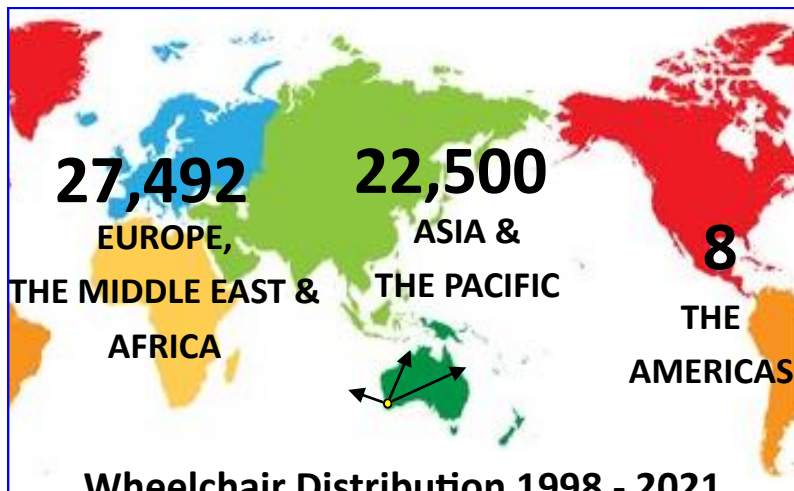 27,492
EUROPE,
THE MIDDLE EAST &
AFRICA
22,500
ASIA &
THE PACIFIC
8
THE
AMERICAS
Wheelchair Distribution 1998 - 2021